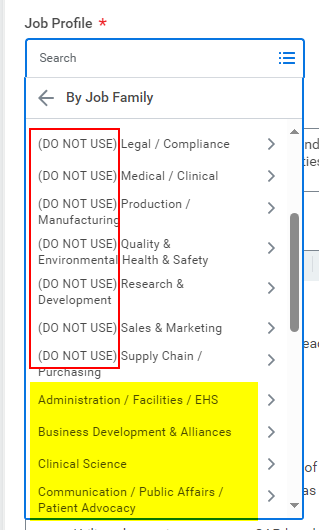 Job Profile *
Search
By Job Family
(DO NOT USE) Legal / Compliance
(DO NOT USE) Medical / Clinical
(DO NOT USE) Production /
Manufacturing
(DO NOT USE) Quality &
Environmental Health & Safety
(DO NOT USE) Research &
Development
(DO NOT USE) Sales & Marketing
(DO NOT USE) Supply Chain /
Purchasing
Administration / Facilities / EHS
Business Development & Alliances
Clinical Science
Communication / Public Affairs /
Patient Advocacy